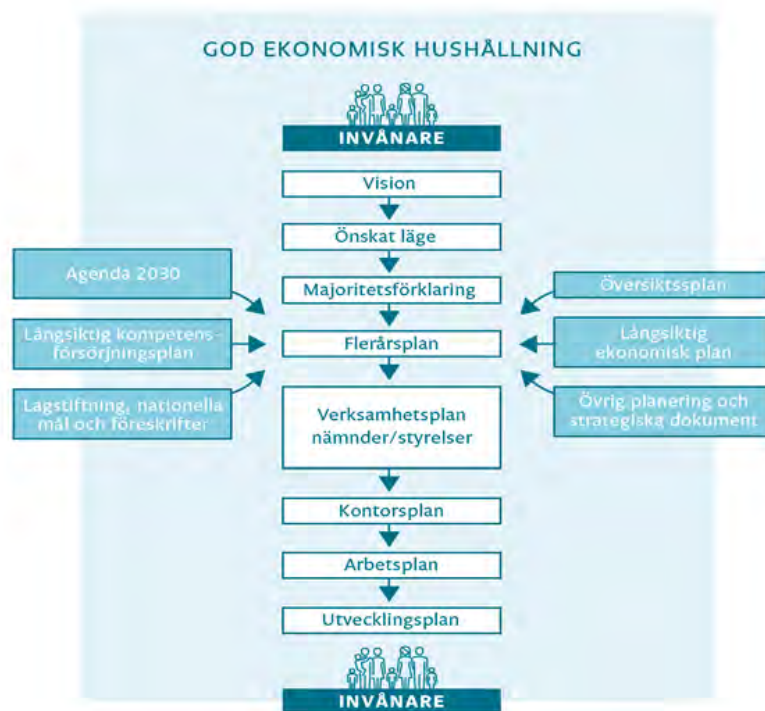 GOD EKONOMISK HUSHÅLLNING
INVÅNARE
Vision
Önskat läge
Agenda 2030
Majoritetsförklaring
Översiktssplan
Långsiktig kompetens-
försörjningsplan
Flerårsplan
Långsiktig
ekonomisk plan
Lagstiftning, nationella
mål och föreskrifter
Verksamhetsplan
nämnder/styrelser
Övrig planering och
strategiska dokument
Kontorsplan
Arbetsplan
Utvecklingsplan
INVÅNARE